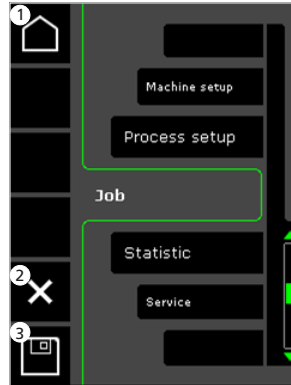 1
Machine setup
Process setup
Job
Statistic
2
Service
3